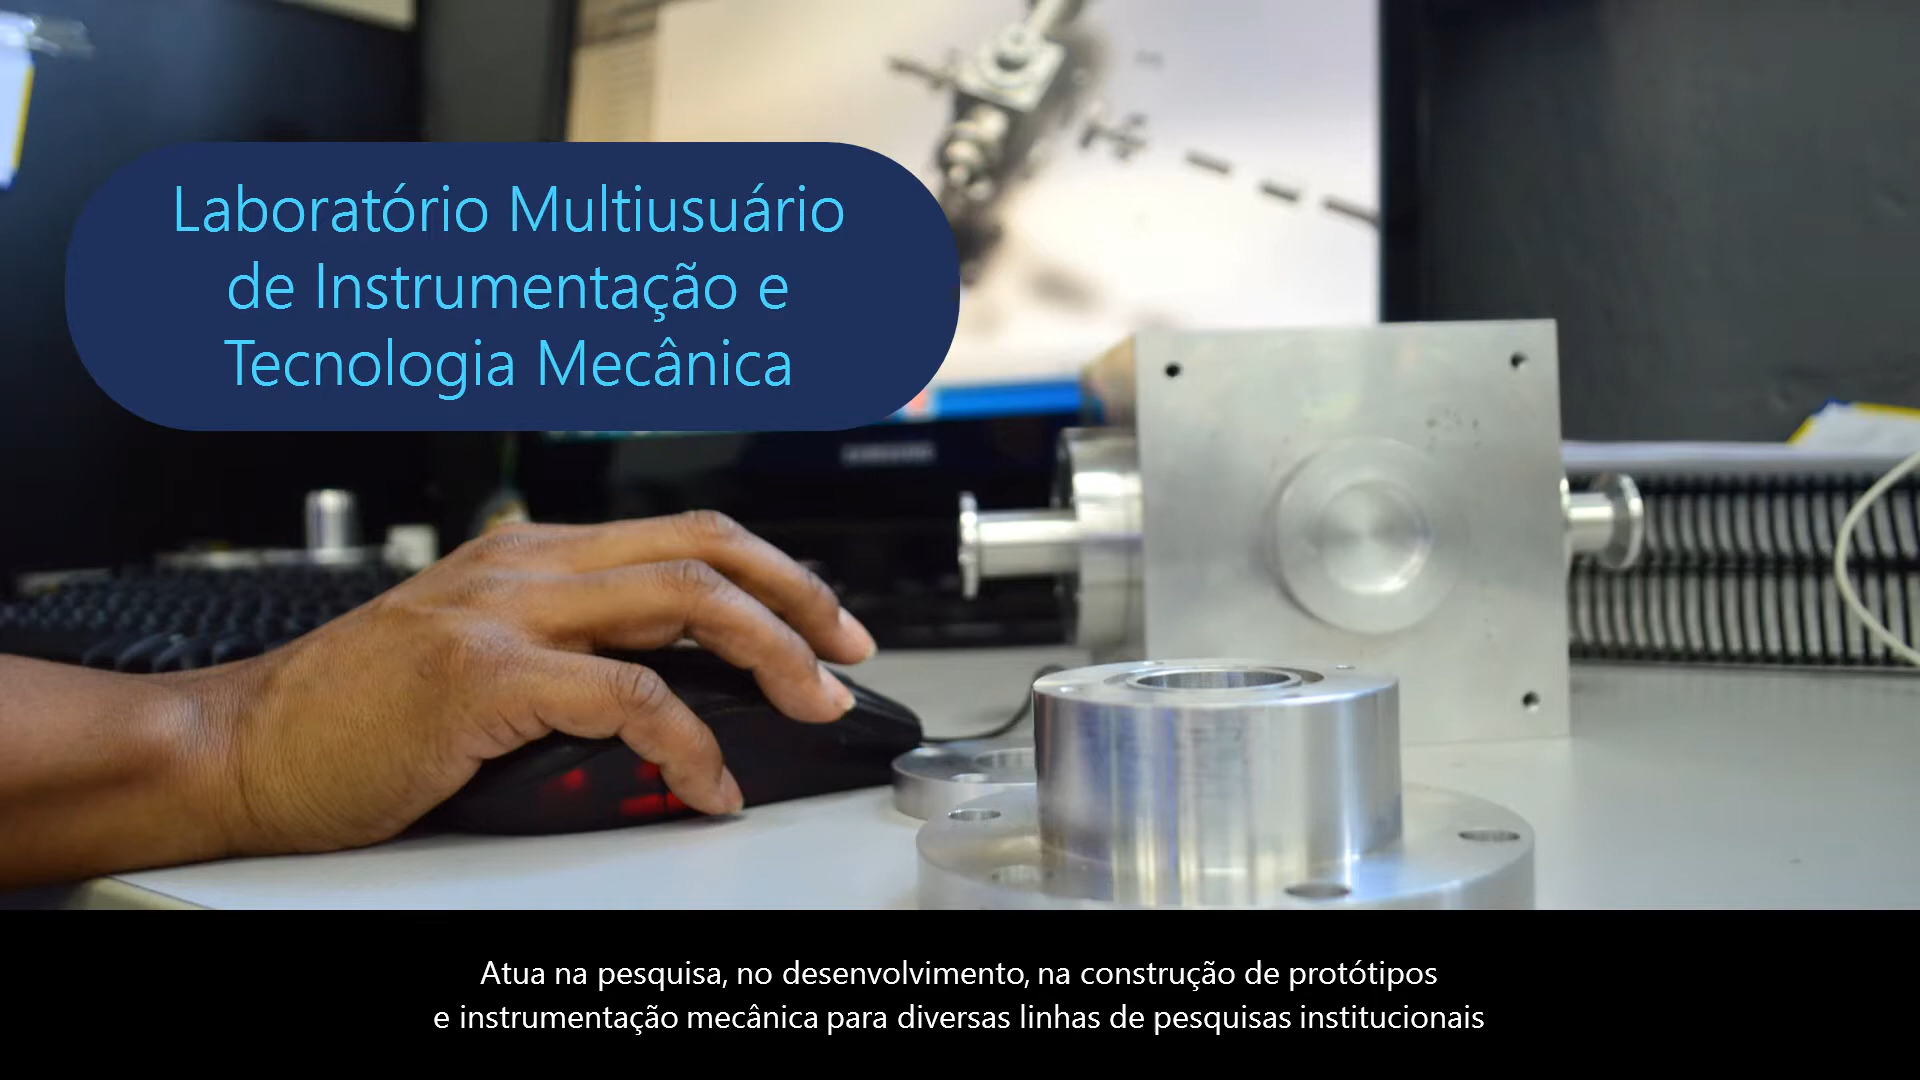 Laboratório Multiusuário
de Instrumentação e
Tecnologia Mecânica
Atua na pesquisa, no desenvolvimento, na construção de protótipos
e instrumentação mecânica para diversas linhas de pesquisas institucionais